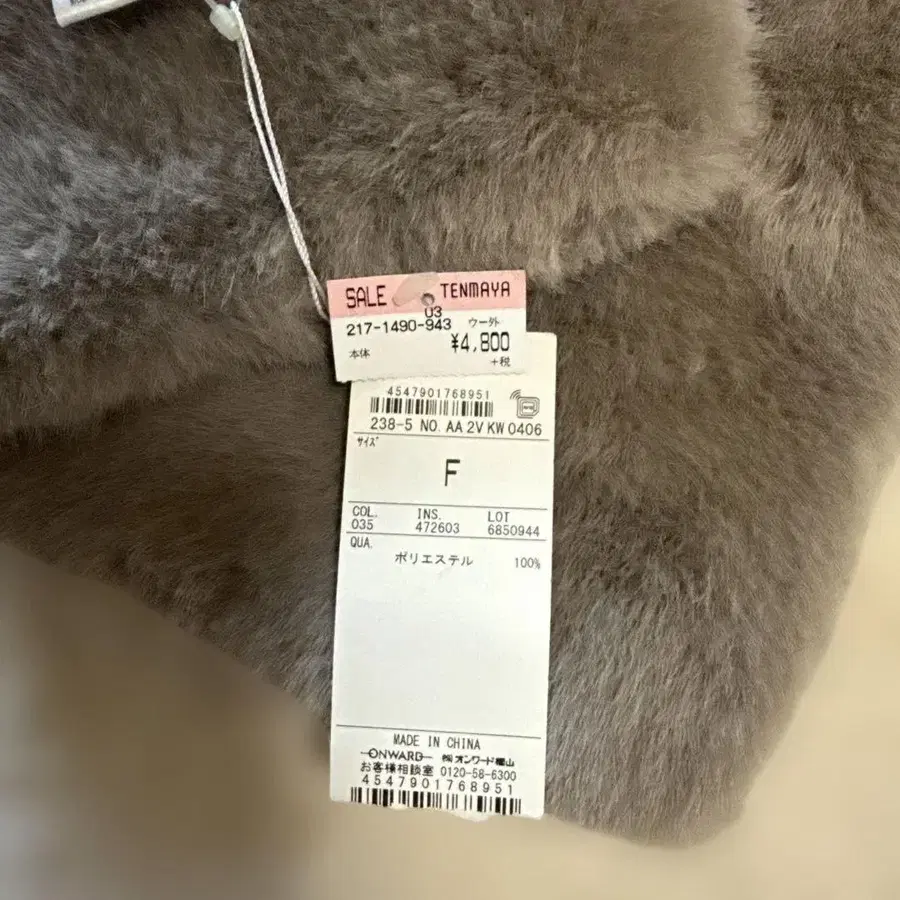 SALE TENMAYA
03
217-1490-943 ウー外
本体 ¥4,800
+税
4547901768951
238-5 NO. AA 2V KW 0406
サイズ
F
COL. INS. LOT
035 472603 6850944
QUA.
ポリエステル 100%
MADE IN CHINA
ONWARD ㈱オンワード樫山
お客様相談室 0120-58-6300
4547901768951